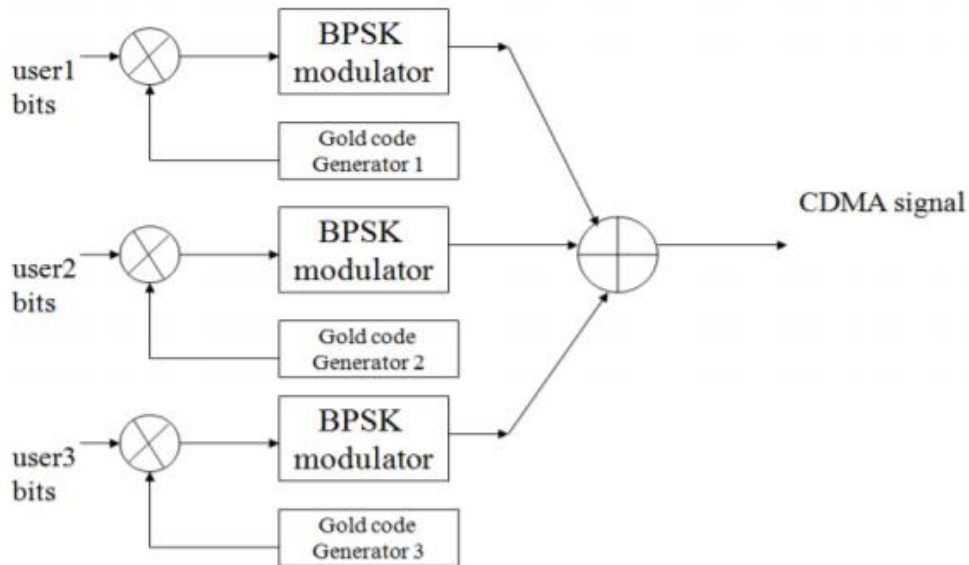 BPSK
modulator
user1
bits
Gold code
Generator 1
CDMA signal
BPSK
modulator
user2
bits
Gold code
Generator 2
BPSK
modulator
user3
bits
Gold code
Generator 3